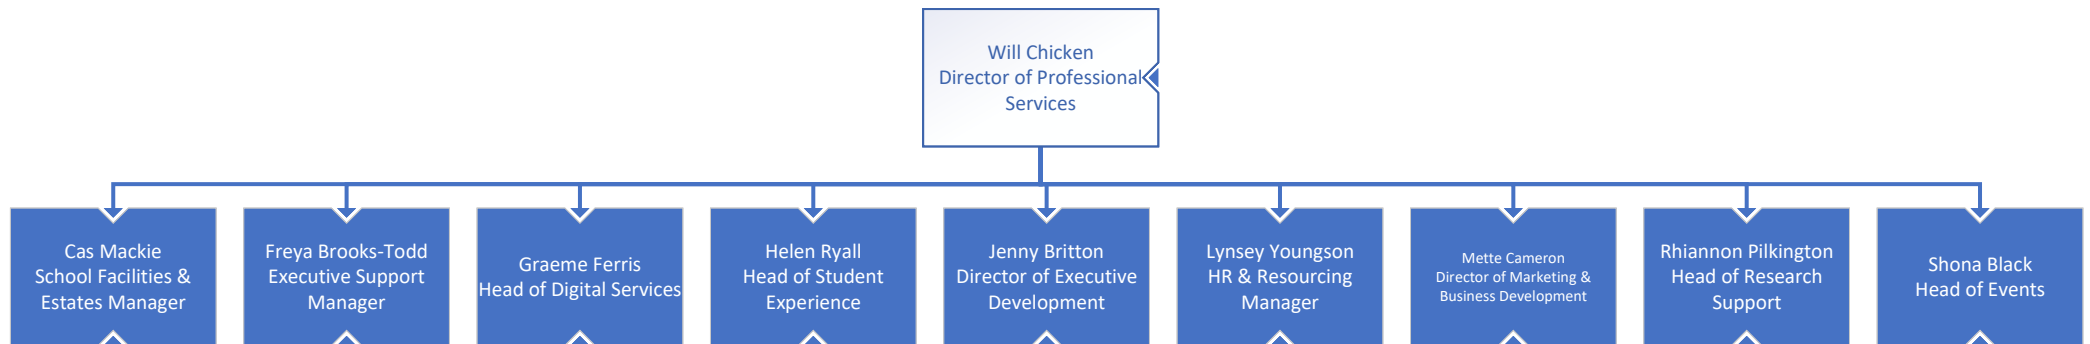 Will Chicken
Director of Professional
Services
Cas Mackie
School Facilities &
Estates Manager
Freya Brooks-Todd
Executive Support
Manager
Graeme Ferris
Head of Digital Services
Helen Ryall
Head of Student
Experience
Jenny Britton
Director of Executive
Development
Lynsey Youngson
HR & Resourcing
Manager
Mette Cameron
Director of Marketing &
Business Development
Rhiannon Pilkington
Head of Research
Support
Shona Black
Head of Events